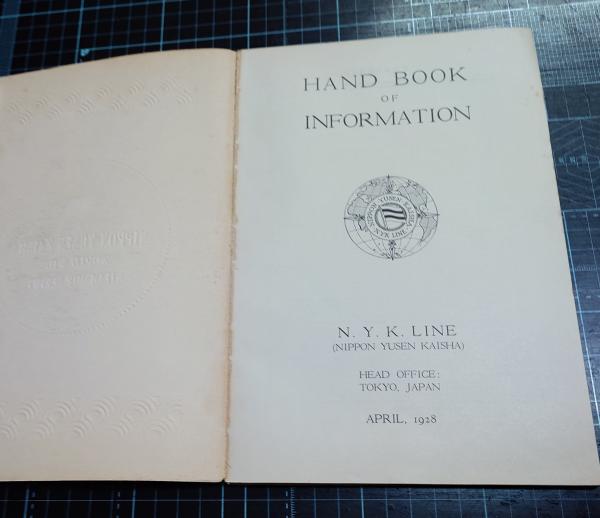 HAND BOOK
OF
INFORMATION
NIPPON YUSEN KAISHA
N.Y.K. LINE
N. Y. K. LINE
(NIPPON YUSEN KAISHA)
HEAD OFFICE:
TOKYO, JAPAN
APRIL, 1928